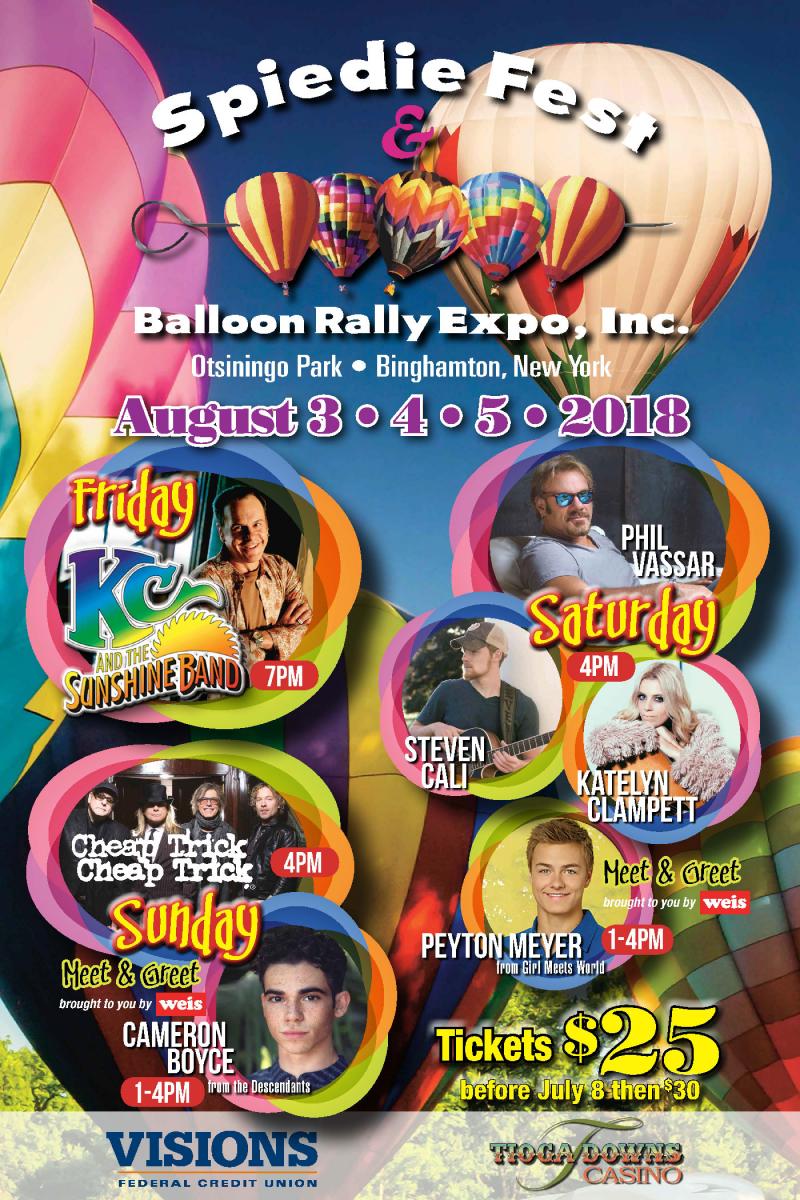 Spiedie Fest
&
Balloon Rally Expo, Inc.
Otsiningo Park • Binghamton, New York
August 3 • 4 • 5 • 2018
Friday
KC
AND THE
SUNSHINE BAND
7PM
PHIL
VASSAR
Saturday
4PM
STEVEN
CALI
KATELYN
CLAMPETT
Cheap Trick
Cheap Trick®
4PM
Sunday
Meet & Greet
brought to you by weis
CAMERON
BOYCE
1-4PM
from the Descendants
Meet & Greet
brought to you by weis
PEYTON MEYER
1-4PM
from Girl Meets World
Tickets $25
before July 8 then $30
VISIONS
FEDERAL CREDIT UNION
T
TIOGA DOWNS
CASINO